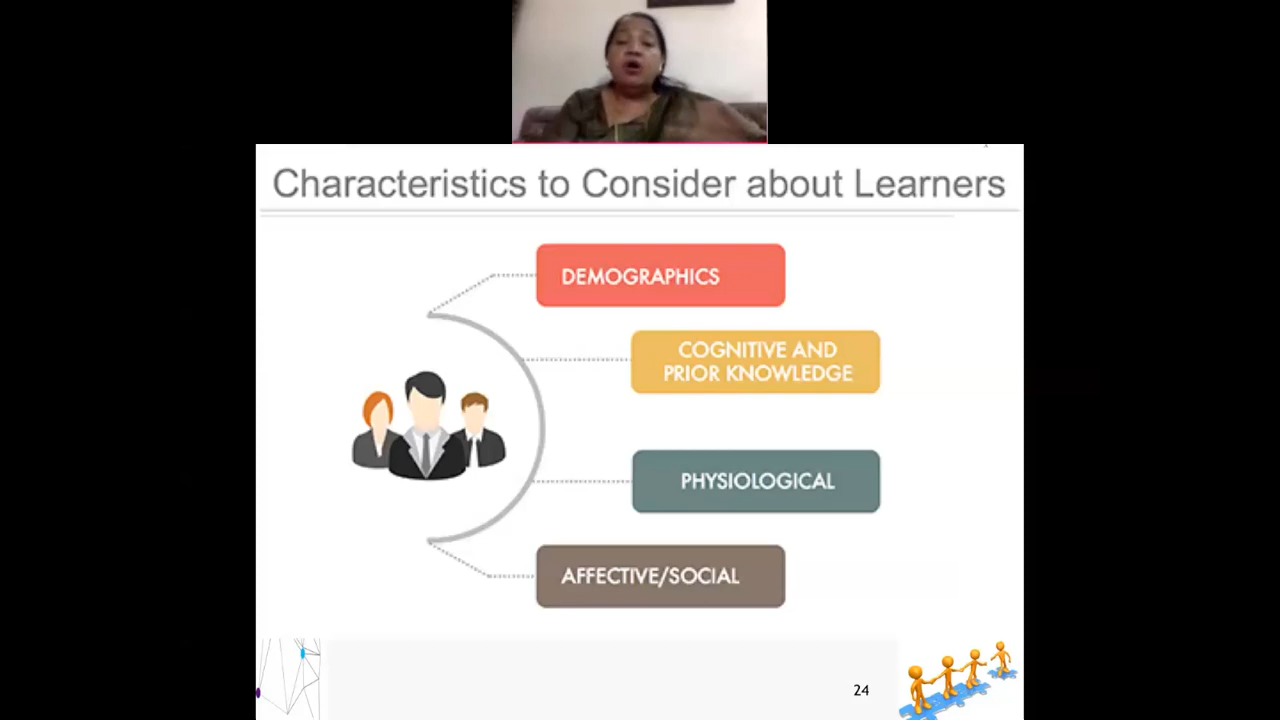 Characteristics to Consider about Learners
DEMOGRAPHICS
COGNITIVE AND
PRIOR KNOWLEDGE
PHYSIOLOGICAL
AFFECTIVE/SOCIAL
24